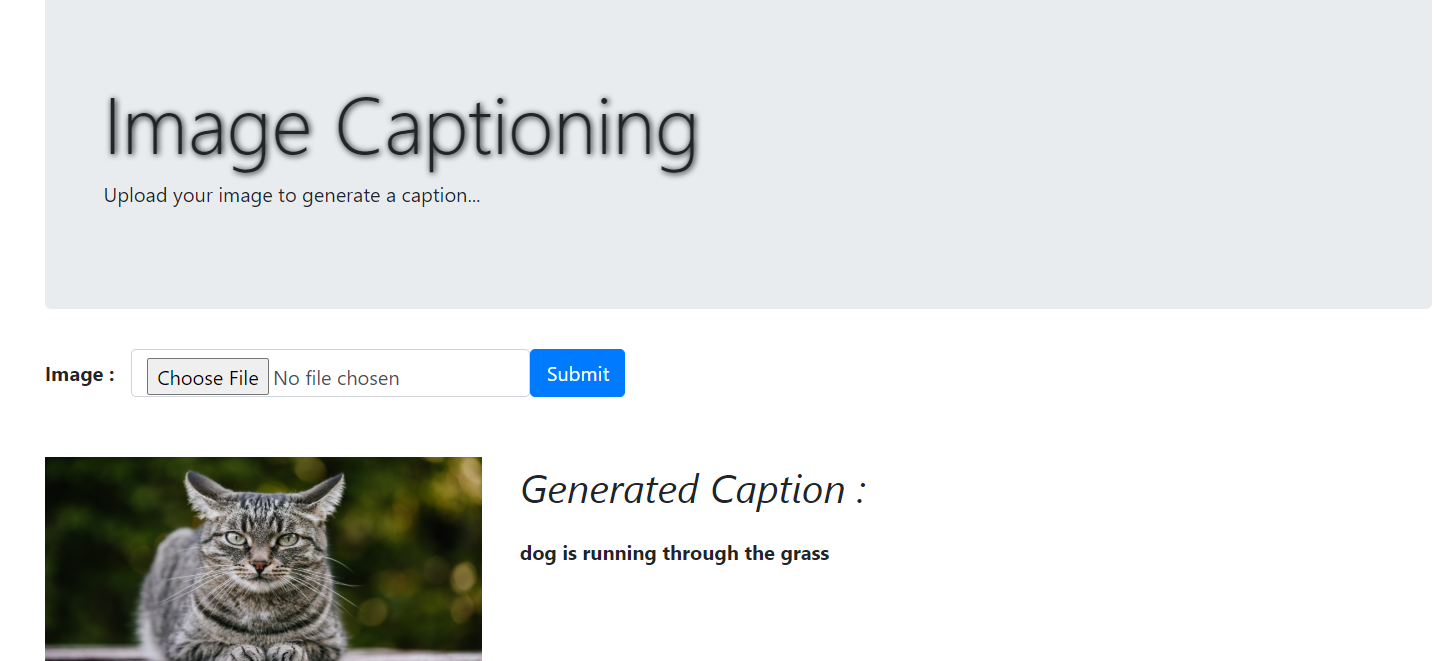 Image Captioning
Upload your image to generate a caption...
Image : Choose File No file chosen Submit
Generated Caption :
dog is running through the grass